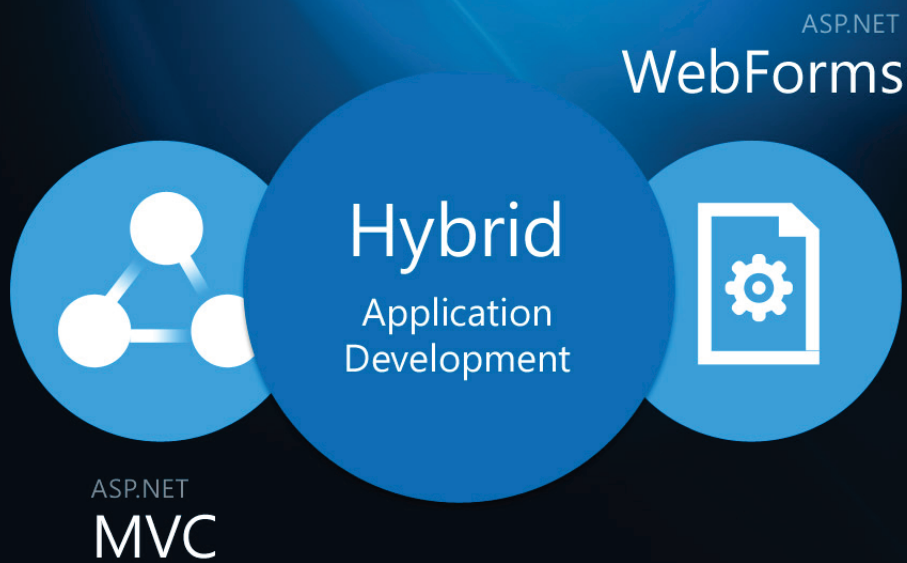 ASP.NET
WebForms
Hybrid
Application
Development
ASP.NET
MVC